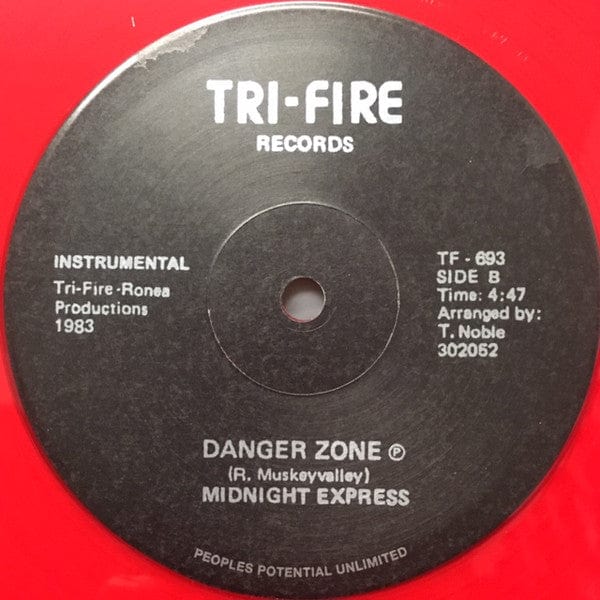 TRI-FIRE
RECORDS
INSTRUMENTAL
Tri-Fire-Ronea
Productions
1983
TF - 693
SIDE B
Time: 4:47
Arranged by:
T. Noble
302052
DANGER ZONE ℗
(R. Muskeyvalley)
MIDNIGHT EXPRESS
PEOPLES POTENTIAL UNLIMITED